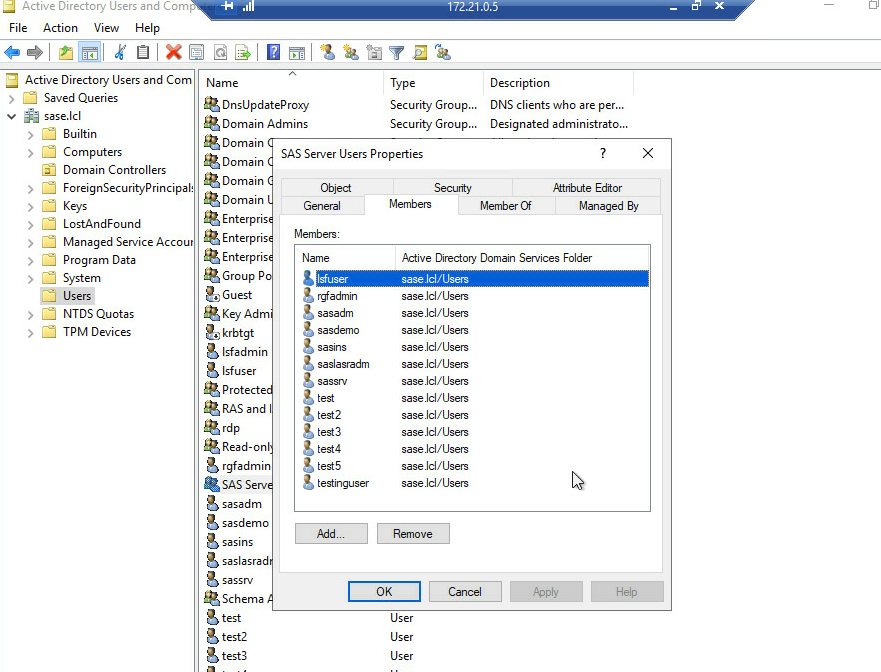 Active Directory Users and Comp
172.21.0.5
File Action View Help
Active Directory Users and Com
Saved Queries
sase.lcl
Builtin
Computers
Domain Controllers
ForeignSecurityPrincipals
Keys
LostAndFound
Managed Service Accour
Program Data
System
Users
NTDS Quotas
TPM Devices
Name Type Description
DnsUpdateProxy Security Group... DNS clients who are per...
Domain Admins Security Group... Designated administrato...
Domain C
Domain C
Domain G
Domain U
Enterprise
Enterprise
Enterprise
Group Po
Guest
Key Admi
krbtgt
lsfadmin
lsfuser
Protected
RAS and I
rdp
Read-only
rgfadmin
SAS Serve
sasadm
sasdemo
sasins
saslasradr
sassrv
Schema A
test User
test2 User
test3 User
SAS Server Users Properties ?
Object Security Attribute Editor
General Members Member Of Managed By
Members:
Name Active Directory Domain Services Folder
lsfuser sase.lcl/Users
rgfadmin sase.lcl/Users
sasadm sase.lcl/Users
sasdemo sase.lcl/Users
sasins sase.lcl/Users
saslasradm sase.lcl/Users
sassrv sase.lcl/Users
test sase.lcl/Users
test2 sase.lcl/Users
test3 sase.lcl/Users
test4 sase.lcl/Users
test5 sase.lcl/Users
testinguser sase.lcl/Users
Add... Remove
OK Cancel Apply Help